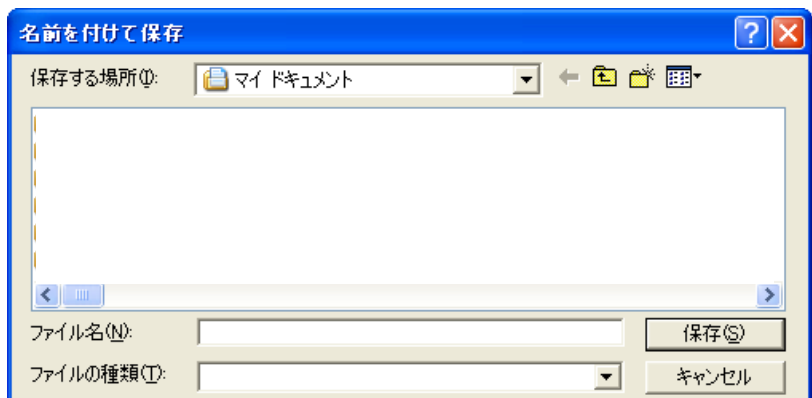 名前を付けて保存
保存する場所(I):
マイ ドキュメント
ファイル名(N):
保存(S)
ファイルの種類(T):
キャンセル